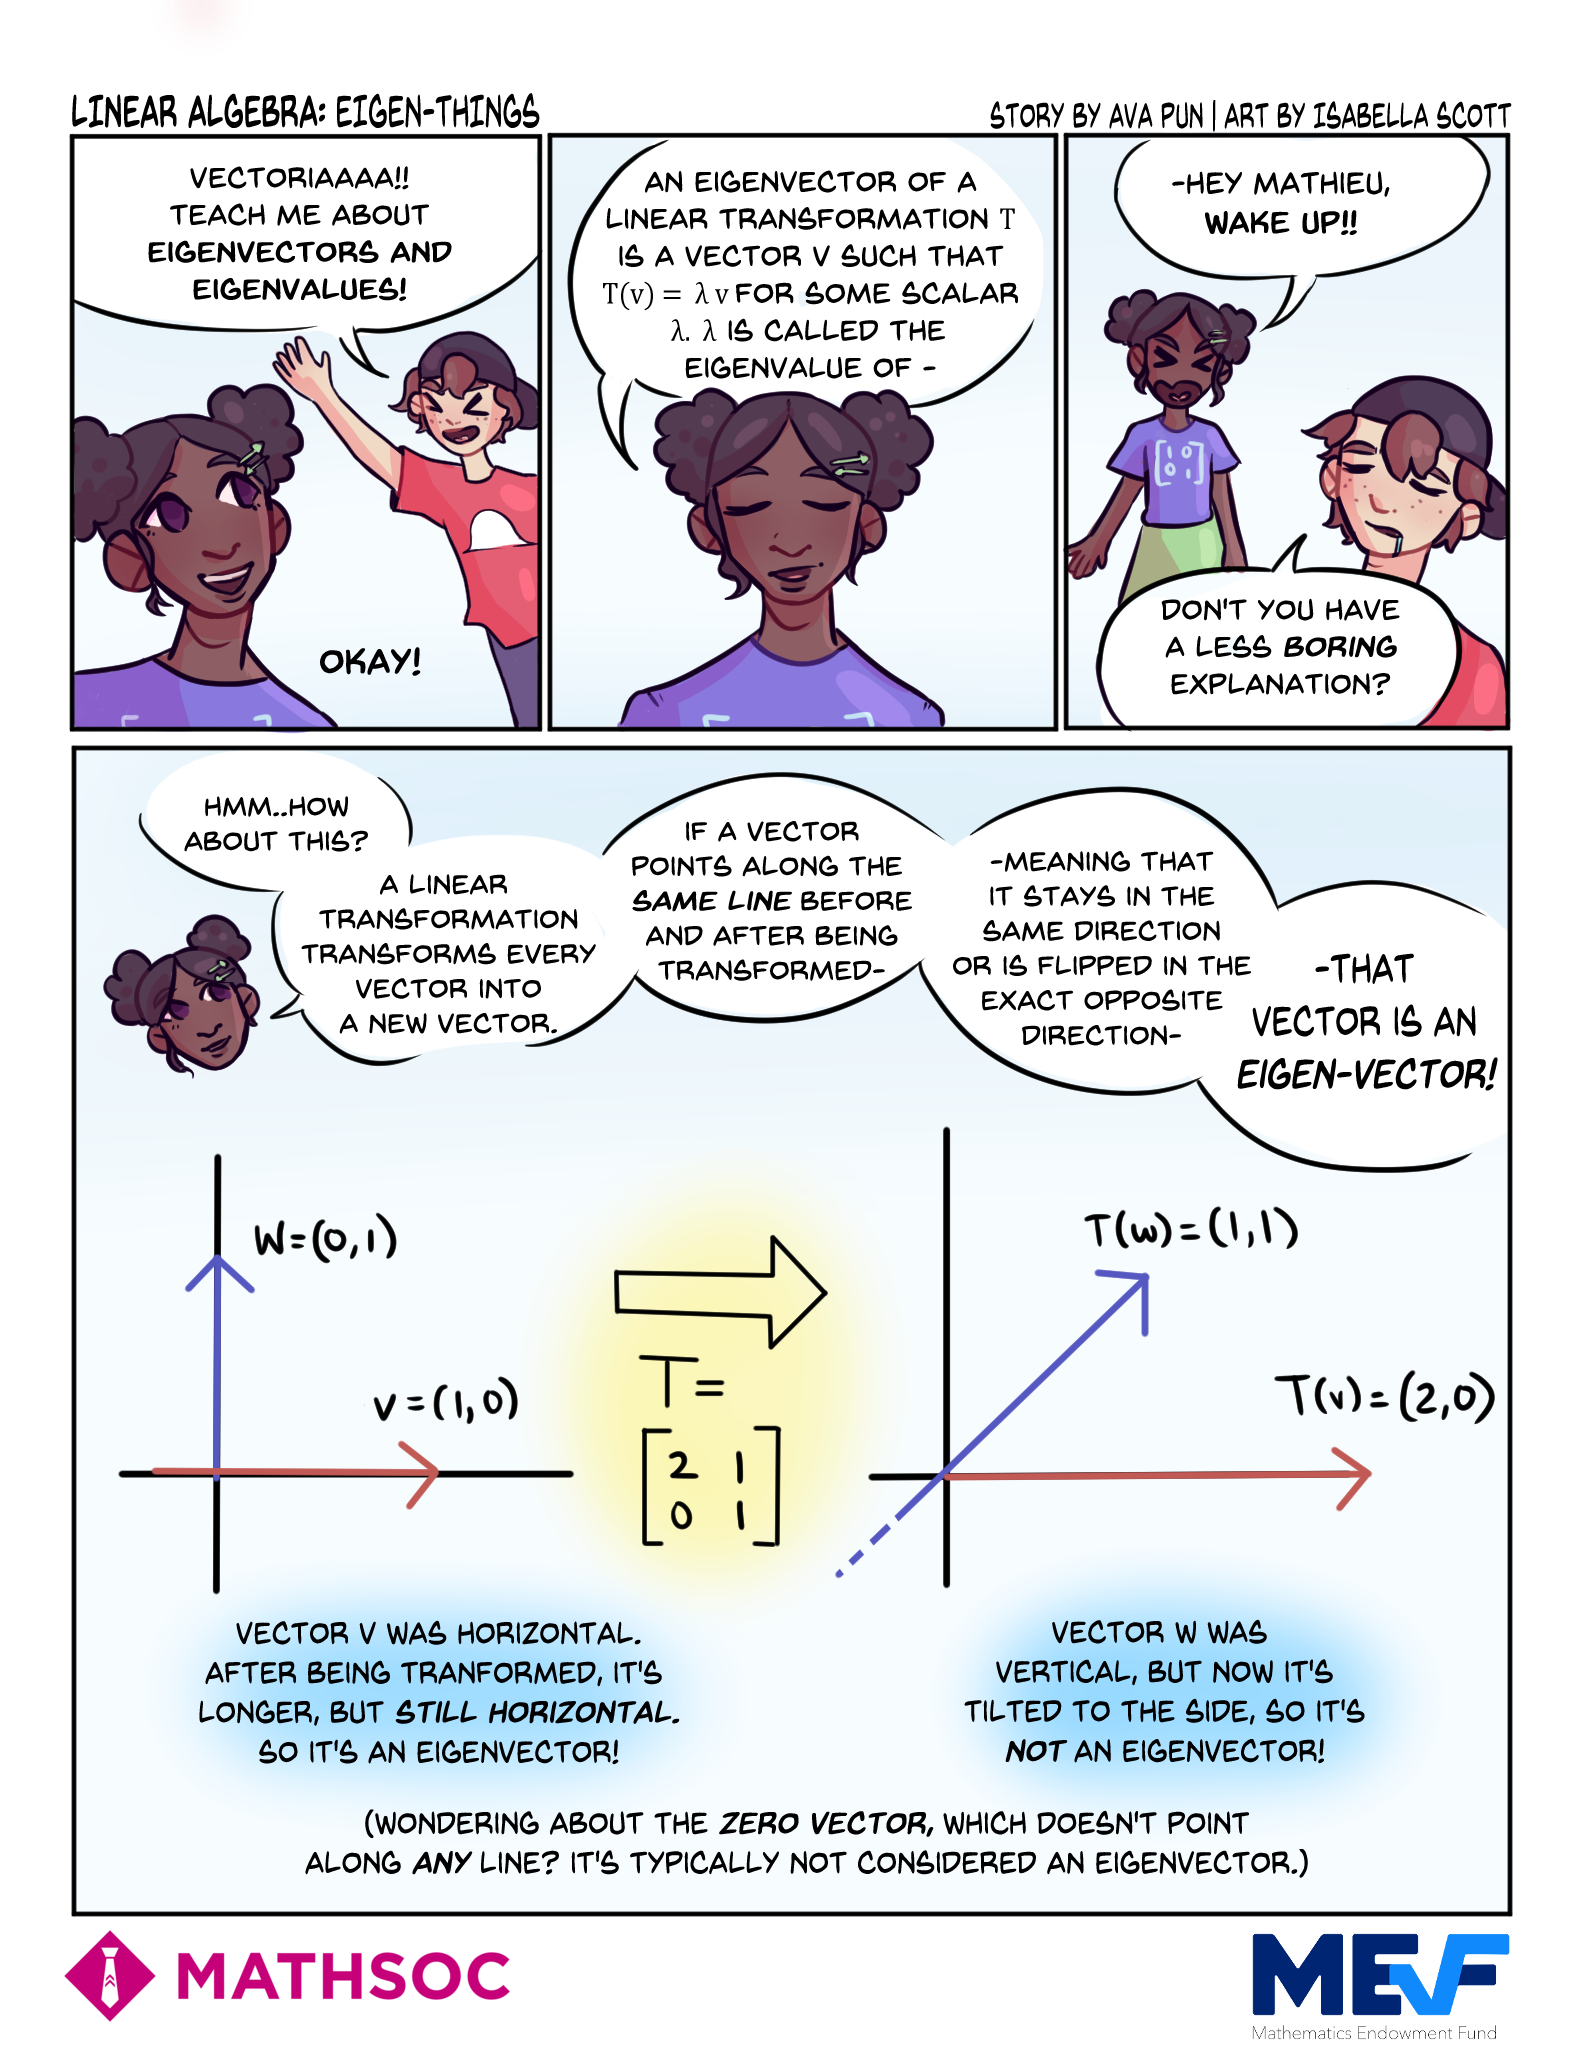 LINEAR ALGEBRA: EIGEN-THINGS
STORY BY AVA PUN | ART BY ISABELLA SCOTT
VECTORIAAAA!!
TEACH ME ABOUT
EIGENVECTORS AND
EIGENVALUES!
OKAY!
AN EIGENVECTOR OF A
LINEAR TRANSFORMATION T
IS A VECTOR V SUCH THAT
T(v) = λ v FOR SOME SCALAR
λ. λ IS CALLED THE
EIGENVALUE OF -
-HEY MATHIEU,
WAKE UP!!
1 0
0 1
DON'T YOU HAVE
A LESS BORING
EXPLANATION?
HMM..HOW
ABOUT THIS?
A LINEAR
TRANSFORMATION
TRANSFORMS EVERY
VECTOR INTO
A NEW VECTOR.
IF A VECTOR
POINTS ALONG THE
SAME LINE BEFORE
AND AFTER BEING
TRANSFORMED-
-MEANING THAT
IT STAYS IN THE
SAME DIRECTION
OR IS FLIPPED IN THE
EXACT OPPOSITE
DIRECTION-
-THAT
VECTOR IS AN
EIGEN-VECTOR!
W=(0,1)
v=(1,0)
T=
2 1
0 1
T(w)=(1,1)
T(v)=(2,0)
VECTOR V WAS HORIZONTAL.
AFTER BEING TRANFORMED, IT'S
LONGER, BUT STILL HORIZONTAL.
SO IT'S AN EIGENVECTOR!
VECTOR W WAS
VERTICAL, BUT NOW IT'S
TILTED TO THE SIDE, SO IT'S
NOT AN EIGENVECTOR!
(WONDERING ABOUT THE ZERO VECTOR, WHICH DOESN'T POINT
ALONG ANY LINE? IT'S TYPICALLY NOT CONSIDERED AN EIGENVECTOR.)
MATHSOC
MEF
Mathematics Endowment Fund